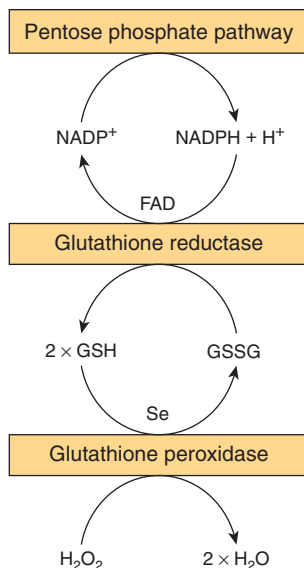 Pentose phosphate pathway
NADP⁺ NADPH + H⁺
FAD
Glutathione reductase
2 × GSH GSSG
Se
Glutathione peroxidase
H₂O₂ 2 × H₂O